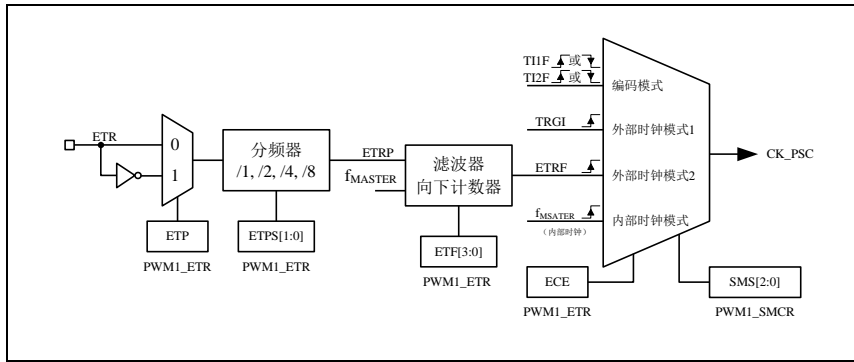 TI1F 或
TI2F 或
编码模式
TRGI
外部时钟模式1
ETR
0
1
分频器
/1, /2, /4, /8
ETRP
fMASTER
滤波器
向下计数器
ETRF
外部时钟模式2
CK_PSC
fMSATER
(内部时钟)
内部时钟模式
ETP
PWM1_ETR
ETPS[1:0]
PWM1_ETR
ETF[3:0]
PWM1_ETR
ECE
PWM1_ETR
SMS[2:0]
PWM1_SMCR